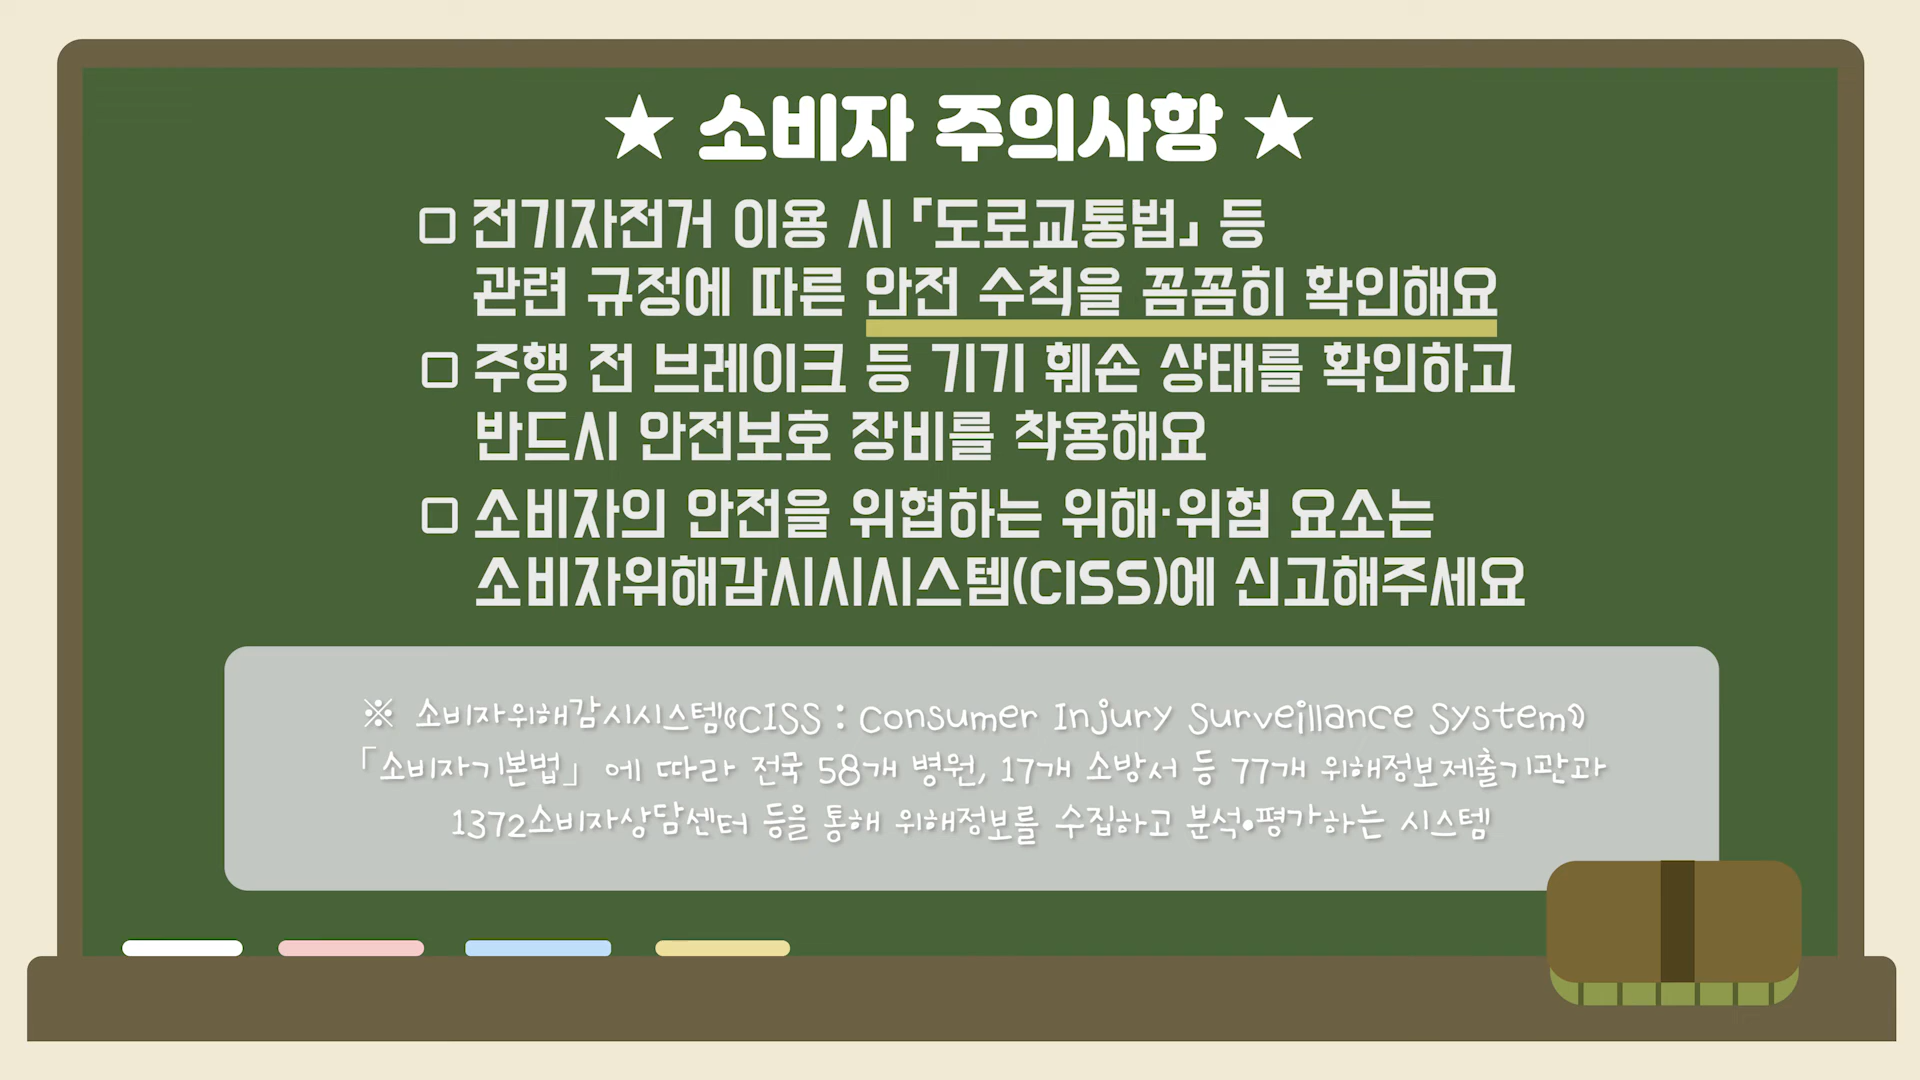 ★ 소비자 주의사항 ★
□ 전기자전거 이용 시 「도로교통법」 등
관련 규정에 따른 안전 수칙을 꼼꼼히 확인해요
□ 주행 전 브레이크 등 기기 훼손 상태를 확인하고
반드시 안전보호 장비를 착용해요
□ 소비자의 안전을 위협하는 위해·위험 요소는
소비자위해감시시시스템(CISS)에 신고해주세요
※ 소비자위해감시시스템(CISS : Consumer Injury Surveillance System)
「소비자기본법」 에 따라 전국 58개 병원, 17개 소방서 등 77개 위해정보제출기관과
1372소비자상담센터 등을 통해 위해정보를 수집하고 분석•평가하는 시스템